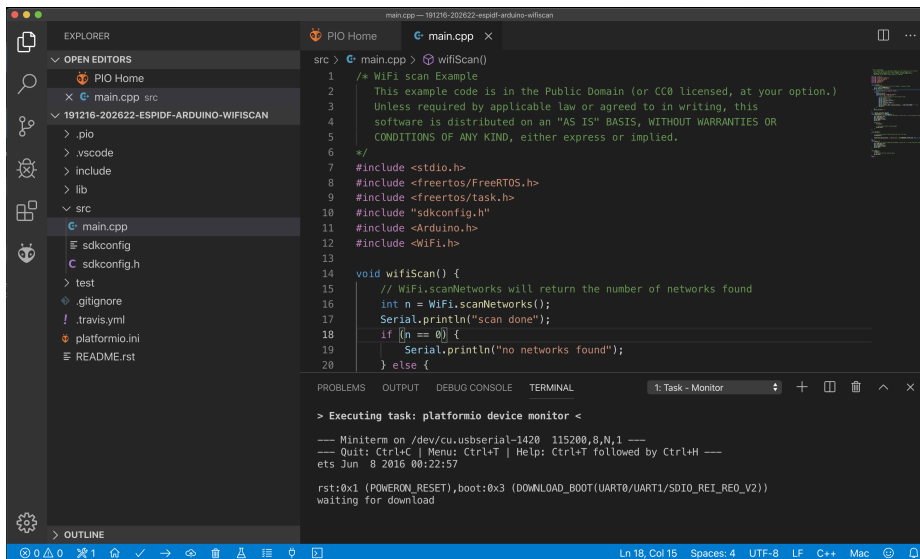 main.cpp — 191216-202622-espidf-arduino-wifiscan
EXPLORER
OPEN EDITORS
PIO Home
main.cpp src
191216-202622-ESPIDF-ARDUINO-WIFISCAN
.pio
.vscode
include
lib
src
main.cpp
sdkconfig
sdkconfig.h
test
.gitignore
.travis.yml
platformio.ini
README.rst
OUTLINE
PIO Home main.cpp
src > main.cpp > wifiScan()
1 /* WiFi scan Example
2 This example code is in the Public Domain (or CC0 licensed, at your option.)
3 Unless required by applicable law or agreed to in writing, this
4 software is distributed on an "AS IS" BASIS, WITHOUT WARRANTIES OR
5 CONDITIONS OF ANY KIND, either express or implied.
6 */
7 #include <stdio.h>
8 #include <freertos/FreeRTOS.h>
9 #include <freertos/task.h>
10 #include "sdkconfig.h"
11 #include <Arduino.h>
12 #include <WiFi.h>
13
14 void wifiScan() {
15 // WiFi.scanNetworks will return the number of networks found
16 int n = WiFi.scanNetworks();
17 Serial.println("scan done");
18 if (n == 0) {
19 Serial.println("no networks found");
20 } else {
PROBLEMS OUTPUT DEBUG CONSOLE TERMINAL 1: Task - Monitor
> Executing task: platformio device monitor <
--- Miniterm on /dev/cu.usbserial-1420 115200,8,N,1 ---
--- Quit: Ctrl+C | Menu: Ctrl+T | Help: Ctrl+T followed by Ctrl+H ---
ets Jun 8 2016 00:22:57
rst:0x1 (POWERON_RESET),boot:0x3 (DOWNLOAD_BOOT(UART0/UART1/SDIO_REI_REO_V2))
waiting for download
0 0 1 Ln 18, Col 15 Spaces: 4 UTF-8 LF C++ Mac